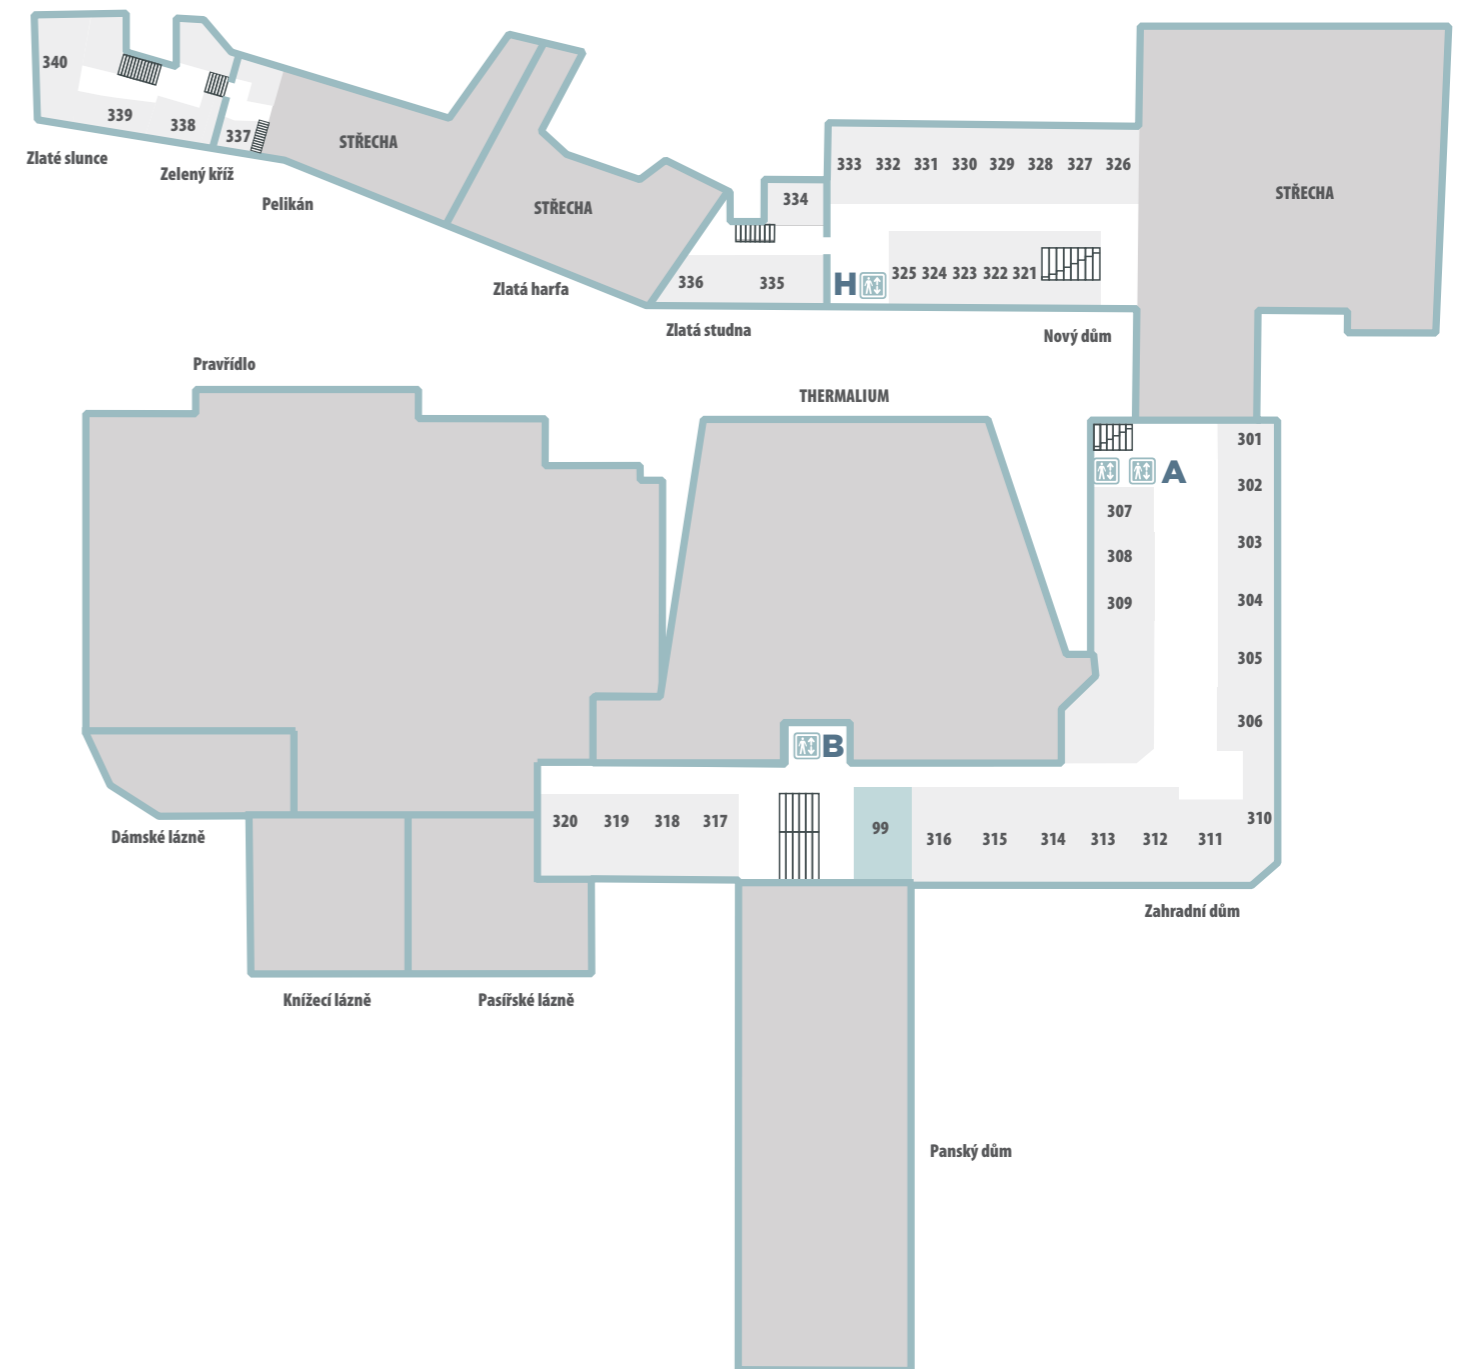 340
339
338
337
STŘECHA
Zlaté slunce
Zelený kříž
Pelikán
STŘECHA
Zlatá harfa
333 332 331 330 329 328 327 326
334
STŘECHA
336 335
H
325 324 323 322 321
Zlatá studna
Nový dům
Pravřídlo
THERMALIUM
301
A
302
307
303
308
309
304
305
306
B
320 319 318 317
99
316 315 314 313 312 311
310
Dámské lázně
Zahradní dům
Knížecí lázně
Pasířské lázně
Panský dům